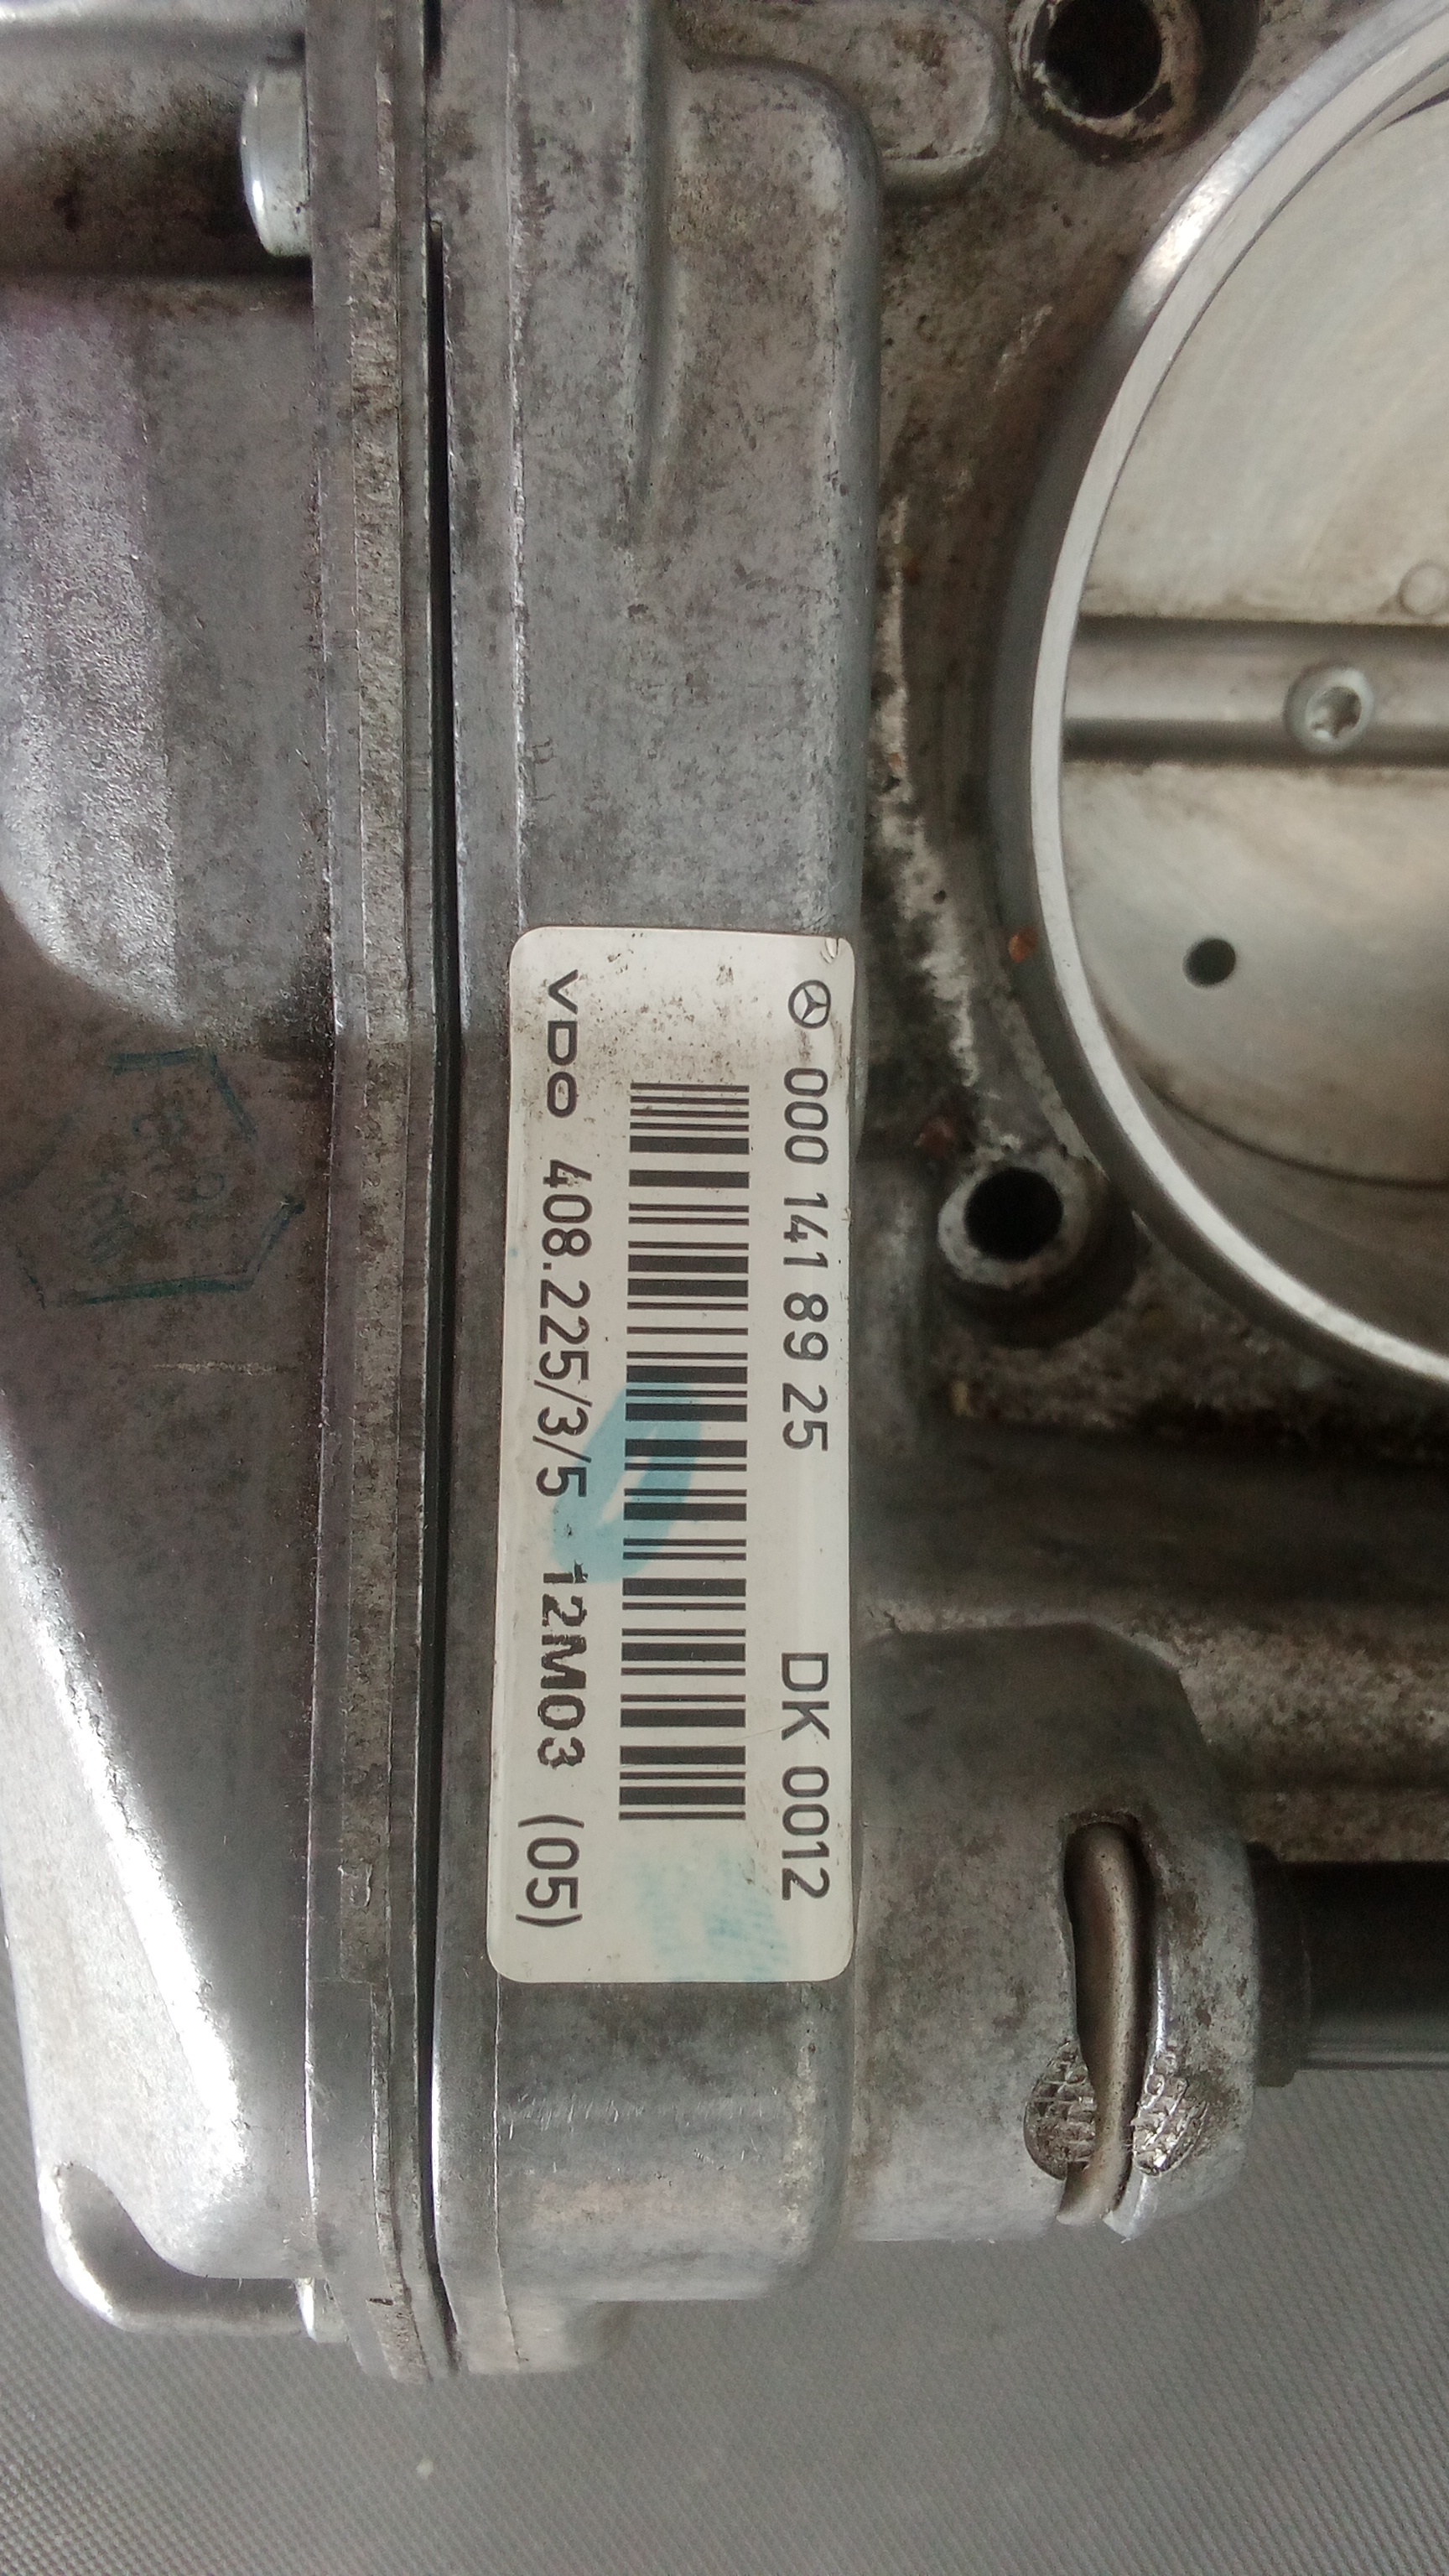 000 141 89 25 DK 0012
VDO 408.225/3/5 12M03 (05)